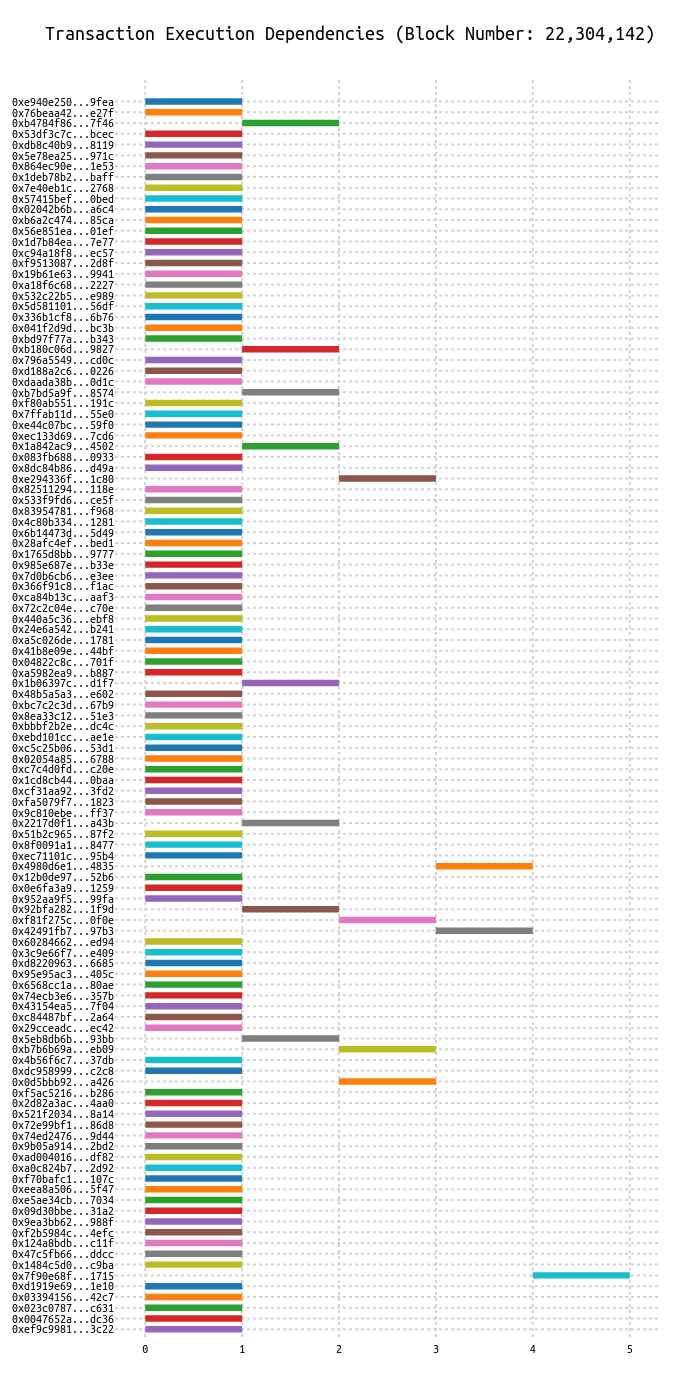 Transaction Execution Dependencies (Block Number: 22,304,142)
0xe940e250...9fea
0x76beaa42...e27f
0xb4784f86...7f46
0x53df3c7c...bcec
0xdb8c40b9...8119
0x5e78ea25...971c
0x864ec90e...1e53
0x1deb78b2...baff
0x7e40eb1c...2768
0x57415bef...0bed
0x02042b6b...a6c4
0xb6a2c474...85ca
0x56e851ea...01ef
0x1d7b84ea...7e77
0xc94a18f8...ec57
0xf9513087...2d8f
0x19b61e63...9941
0xa18f6c68...2227
0x532c22b5...e989
0x5d581101...56df
0x336b1cf8...6b76
0x041f2d9d...bc3b
0xbd97f77a...b343
0xb180c06d...9827
0x796a5549...cd0c
0xd188a2c6...0226
0xdaada38b...0d1c
0xb7bd5a9f...8574
0xf80ab551...191c
0x7ffab11d...55e0
0xe44c07bc...59f0
0xec133d69...7cd6
0x1a842ac9...4502
0x083fb688...0933
0x8dc84b86...d49a
0xe294336f...1c80
0x82511294...118e
0x533f9fd6...ce5f
0x83954781...f968
0x4c80b334...1281
0x6b14473d...5d49
0x28afc4ef...bed1
0x1765d8bb...9777
0x985e687e...b33e
0x7d0b6cb6...e3ee
0x366f91c8...f1ac
0xca84b13c...aaf3
0x72c2c04e...c70e
0x440a5c36...ebf8
0x24e6a542...b241
0xa5c026de...1781
0x41b8e09e...44bf
0x04822c8c...701f
0xa5982ea9...b887
0x1b06397c...d1f7
0x48b5a5a3...e602
0xbc7c2c3d...67b9
0x8ea33c12...51e3
0xbbbf2b2e...dc4c
0xebd101cc...ae1e
0xc5c25b06...53d1
0x02054a85...6788
0xc7c4d0fd...c20e
0x1cd8cb44...0baa
0xcf31aa92...3fd2
0xfa5079f7...1823
0x9c810ebe...ff37
0x2217d0f1...a43b
0x51b2c965...87f2
0x8f0091a1...8477
0xec71101c...95b4
0x4980d6e1...4835
0x12b0de97...52b6
0x0e6fa3a9...1259
0x952aa9f5...99fa
0x92bfa282...1f9d
0xf81f275c...0f0e
0x42491fb7...97b3
0x60284662...ed94
0x3c9e66f7...e409
0xd8220963...6685
0x95e95ac3...405c
0x6568cc1a...80ae
0x74ecb3e6...357b
0x43154ea5...7f04
0xc84487bf...2a64
0x29cceadc...ec42
0x5eb8db6b...93bb
0xb7b6b69a...eb09
0x4b56f6c7...37db
0xdc958999...c2c8
0x0d5bbb92...a426
0xf5ac5216...b286
0x2d82a3ac...4aa0
0x521f2034...8a14
0x72e99bf1...86d8
0x74ed2476...9d44
0x9b05a914...2bd2
0xad004016...df82
0xa0c824b7...2d92
0xf70bafc1...107c
0xeea8a506...5f47
0xe5ae34cb...7034
0x09d30bbe...31a2
0x9ea3bb62...988f
0xf2b5984c...4efc
0x124a8bdb...c11f
0x47c5fb66...ddcc
0x1484c5d0...c9ba
0x7f90e68f...1715
0xd1919e69...1e10
0x03394156...42c7
0x023c0787...c631
0x0047652a...dc36
0xef9c9981...3c22
0 1 2 3 4 5